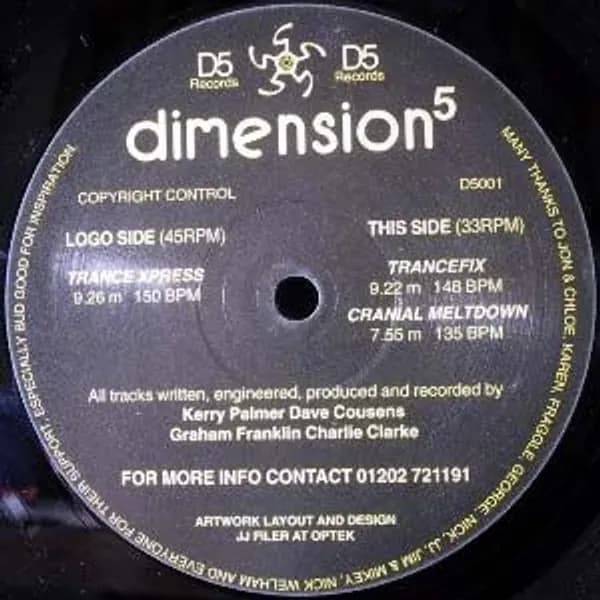 D5 Records
D5 Records
dimension5
COPYRIGHT CONTROL
D5001
LOGO SIDE (45RPM)
TRANCE XPRESS
9.26 m 150 BPM
THIS SIDE (33RPM)
TRANCEFIX
9.22 m 148 BPM
CRANIAL MELTDOWN
7.55 m 135 BPM
All tracks written, engineered, produced and recorded by
Kerry Palmer Dave Cousens
Graham Franklin Charlie Clarke
FOR MORE INFO CONTACT 01202 721191
ARTWORK LAYOUT AND DESIGN
JJ FILER AT OPTEK
MANY THANKS TO JON & CHLOE, KAREN, FRAGGLE, GEORGE, NICK, JJ, JIM & MIKEY, NICK WELHAM AND EVERYONE FOR THEIR SUPPORT. ESPECIALLY BUD GOOD FOR INSPIRATION.